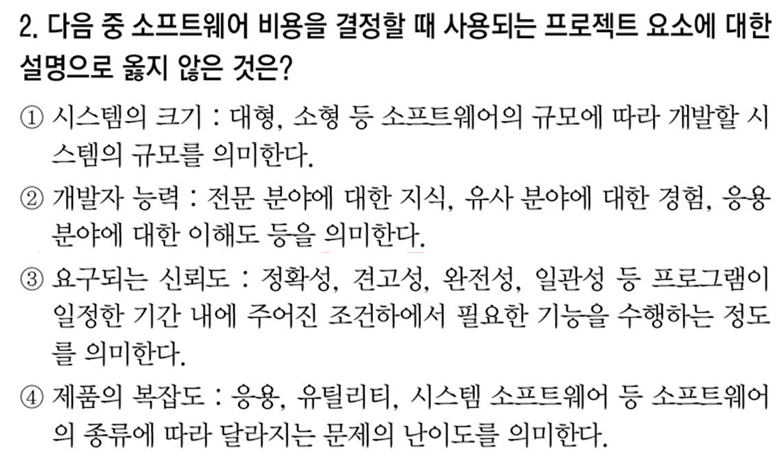 2. 다음 중 소프트웨어 비용을 결정할 때 사용되는 프로젝트 요소에 대한
설명으로 옳지 않은 것은?
① 시스템의 크기 : 대형, 소형 등 소프트웨어의 규모에 따라 개발할 시
스템의 규모를 의미한다.
② 개발자 능력 : 전문 분야에 대한 지식, 유사 분야에 대한 경험, 응용
분야에 대한 이해도 등을 의미한다.
③ 요구되는 신뢰도 : 정확성, 견고성, 완전성, 일관성 등 프로그램이
일정한 기간 내에 주어진 조건하에서 필요한 기능을 수행하는 정도
를 의미한다.
④ 제품의 복잡도 : 응용, 유틸리티, 시스템 소프트웨어 등 소프트웨어
의 종류에 따라 달라지는 문제의 난이도를 의미한다.